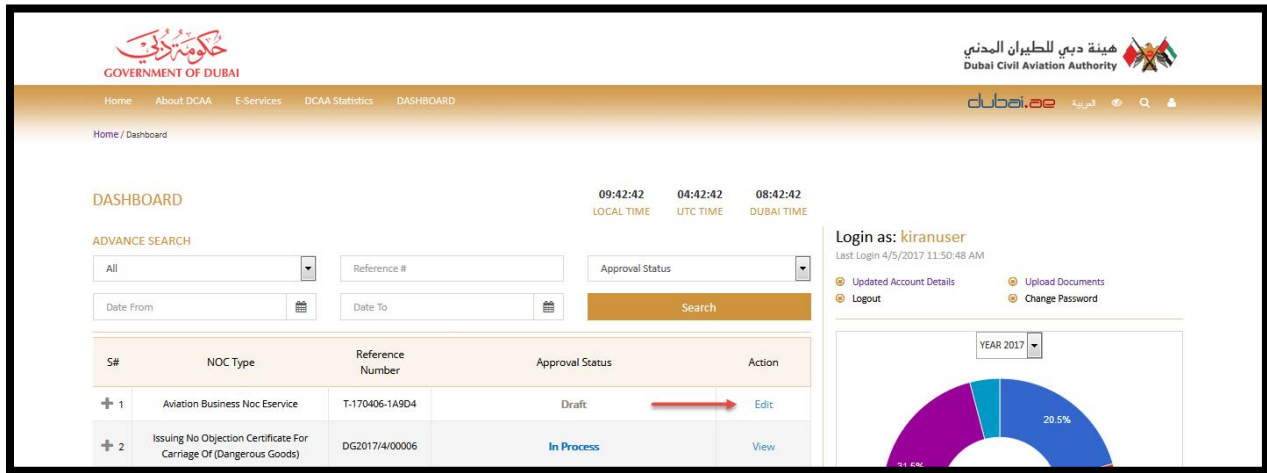 حكومة دبي
GOVERNMENT OF DUBAI
هيئة دبي للطيران المدني
Dubai Civil Aviation Authority
Home About DCAA E-Services DCAA Statistics DASHBOARD
dubai.ae العربية
Home / Dashboard
DASHBOARD
09:42:42 04:42:42 08:42:42
LOCAL TIME UTC TIME DUBAI TIME
ADVANCE SEARCH
All Reference # Approval Status
Date From Date To Search
Login as: kiranuser
Last Login 4/5/2017 11:50:48 AM
Updated Account Details Upload Documents
Logout Change Password
YEAR 2017
S# NOC Type Reference Number Approval Status Action
1 Aviation Business Noc Eservice T-170406-1A9D4 Draft Edit
2 Issuing No Objection Certificate For Carriage Of (Dangerous Goods) DG2017/4/00006 In Process View
20.5%
31.5%